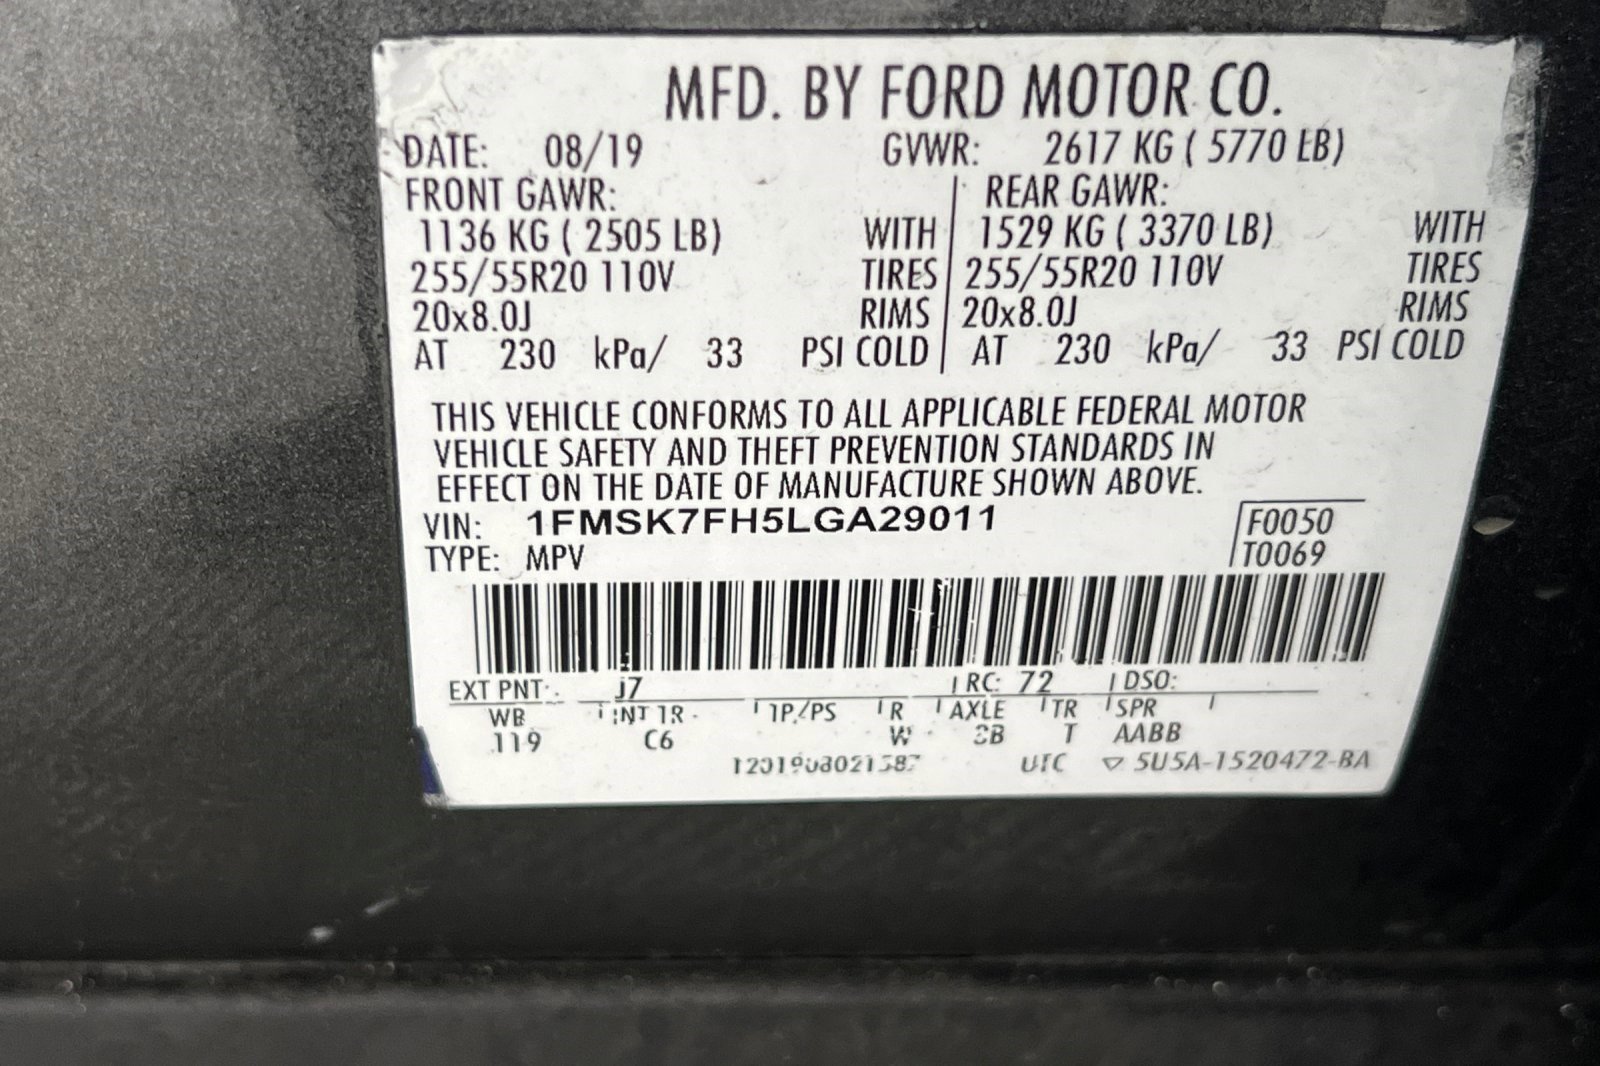 MFD. BY FORD MOTOR CO.
DATE: 08/19 GVWR: 2617 KG ( 5770 LB)
FRONT GAWR: REAR GAWR:
1136 KG ( 2505 LB) WITH 1529 KG ( 3370 LB) WITH
255/55R20 110V TIRES 255/55R20 110V TIRES
20x8.0J RIMS 20x8.0J RIMS
AT 230 kPa/ 33 PSI COLD AT 230 kPa/ 33 PSI COLD
THIS VEHICLE CONFORMS TO ALL APPLICABLE FEDERAL MOTOR
VEHICLE SAFETY AND THEFT PREVENTION STANDARDS IN
EFFECT ON THE DATE OF MANUFACTURE SHOWN ABOVE.
VIN: 1FMSK7FH5LGA29011 F0050
TYPE: MPV T0069
EXT PNT: J7 RC: 72 DSO:
WB INT TR TP/PS R AXLE TR SPR
119 C6 W T AABB
UTC ▽ 5U5A-1520472-BA